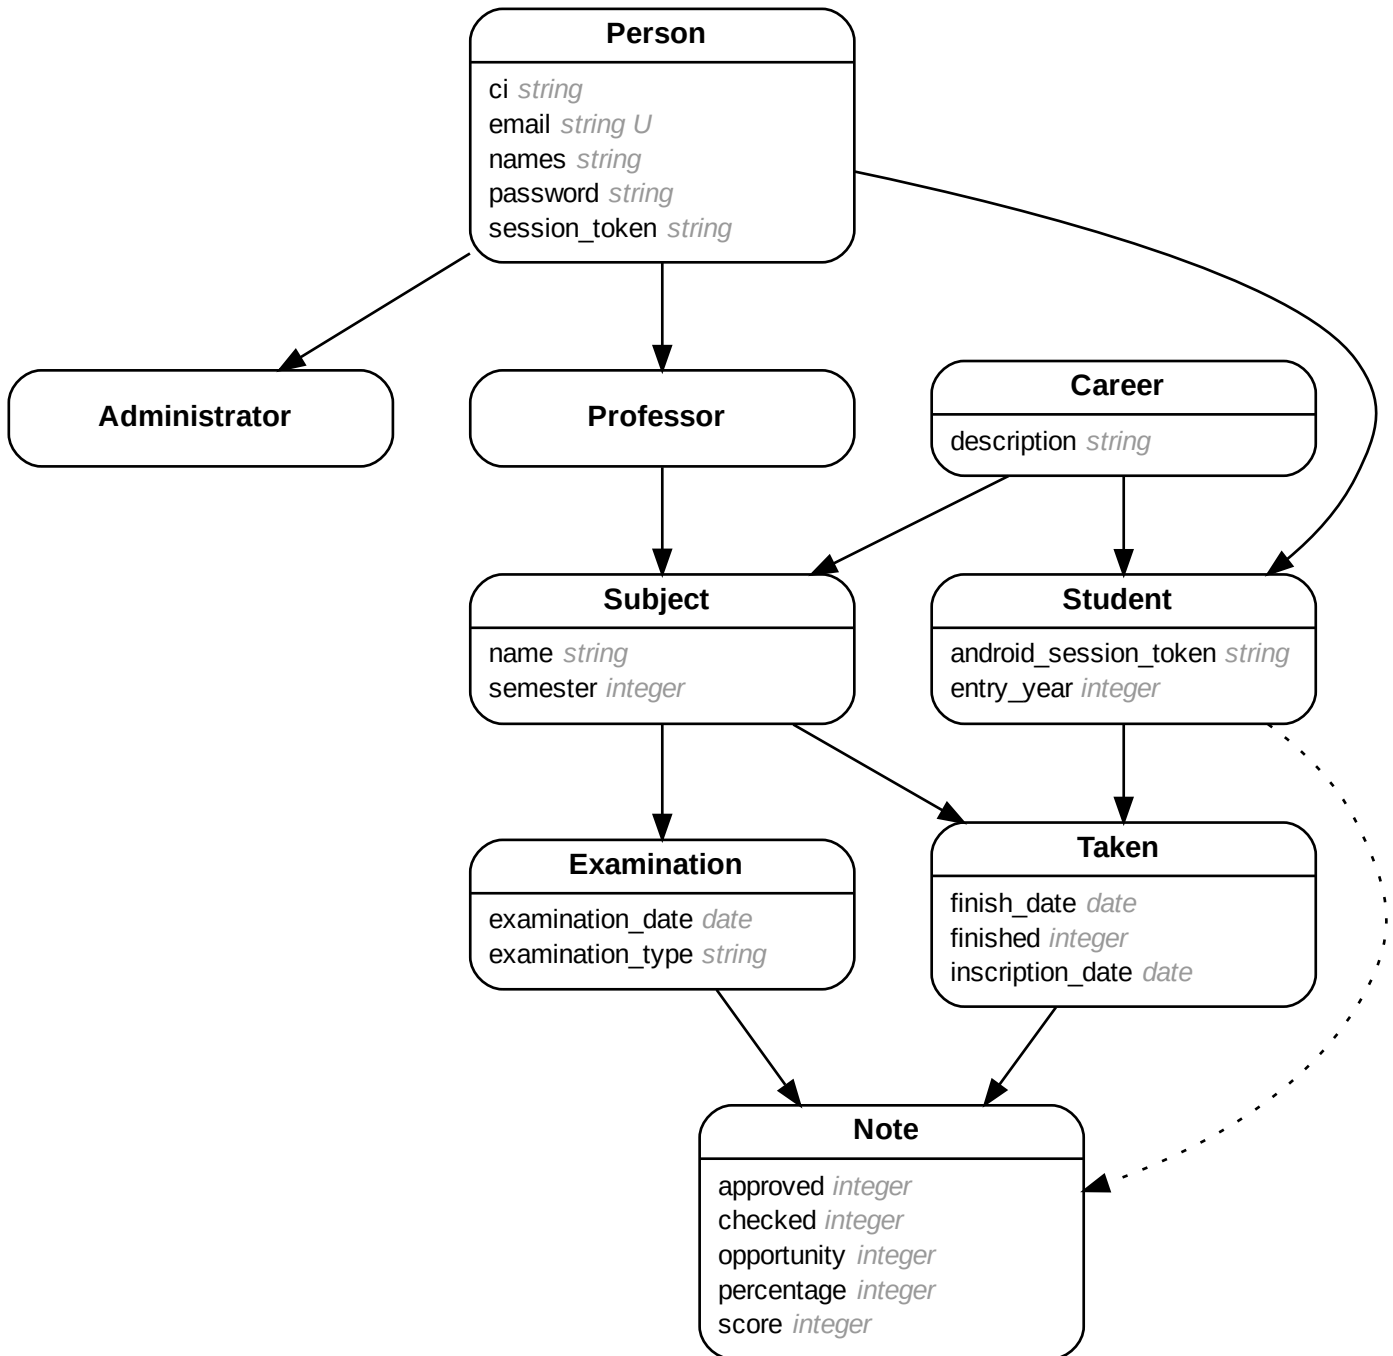 Person
ci string
email string U
names string
password string
session_token string
Administrator
Professor
Career
description string
Subject
name string
semester integer
Student
android_session_token string
entry_year integer
Examination
examination_date date
examination_type string
Taken
finish_date date
finished integer
inscription_date date
Note
approved integer
checked integer
opportunity integer
percentage integer
score integer